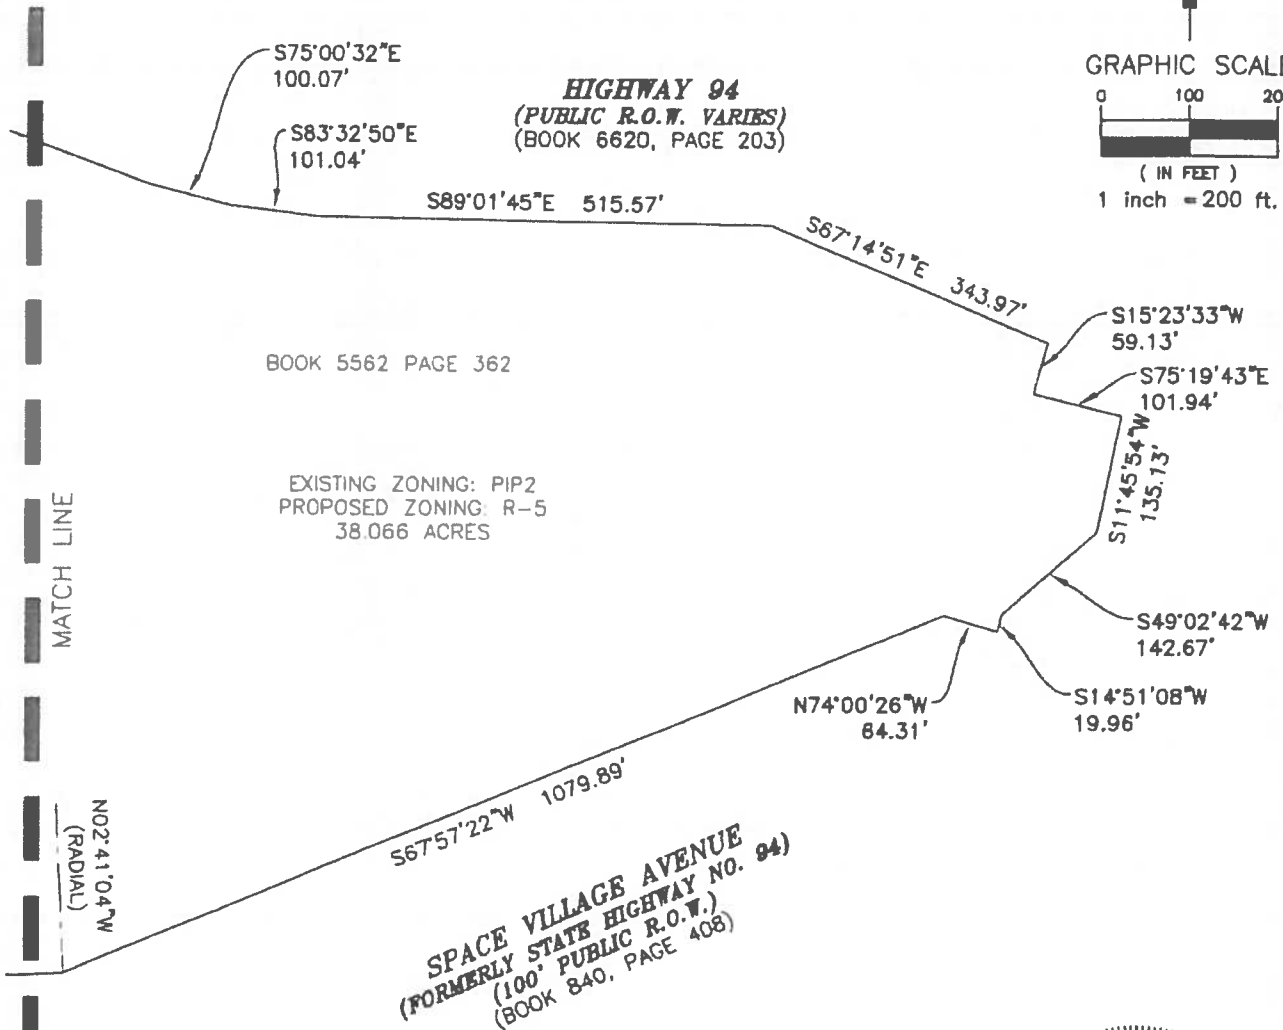 S75°00'32"E
100.07'
HIGHWAY 94
(PUBLIC R.O.W. VARIES)
(BOOK 6620, PAGE 203)
GRAPHIC SCALE
0 100 20
( IN FEET )
1 inch = 200 ft.
S83°32'50"E
101.04'
S89°01'45"E 515.57'
S67°14'51"E 343.97'
S15°23'33"W
59.13'
S75°19'43"E
101.94'
BOOK 5562 PAGE 362
S11°45'54"W
135.13'
EXISTING ZONING: PIP2
PROPOSED ZONING: R-5
38.066 ACRES
MATCH LINE
S49°02'42"W
142.67'
S14°51'08"W
19.96'
N74°00'26"W
64.31'
S67°57'22"W 1079.89'
N02°41'04"W
(RADIAL)
SPACE VILLAGE AVENUE
(FORMERLY STATE HIGHWAY NO. 94)
(100' PUBLIC R.O.W.)
(BOOK 840, PAGE 408)